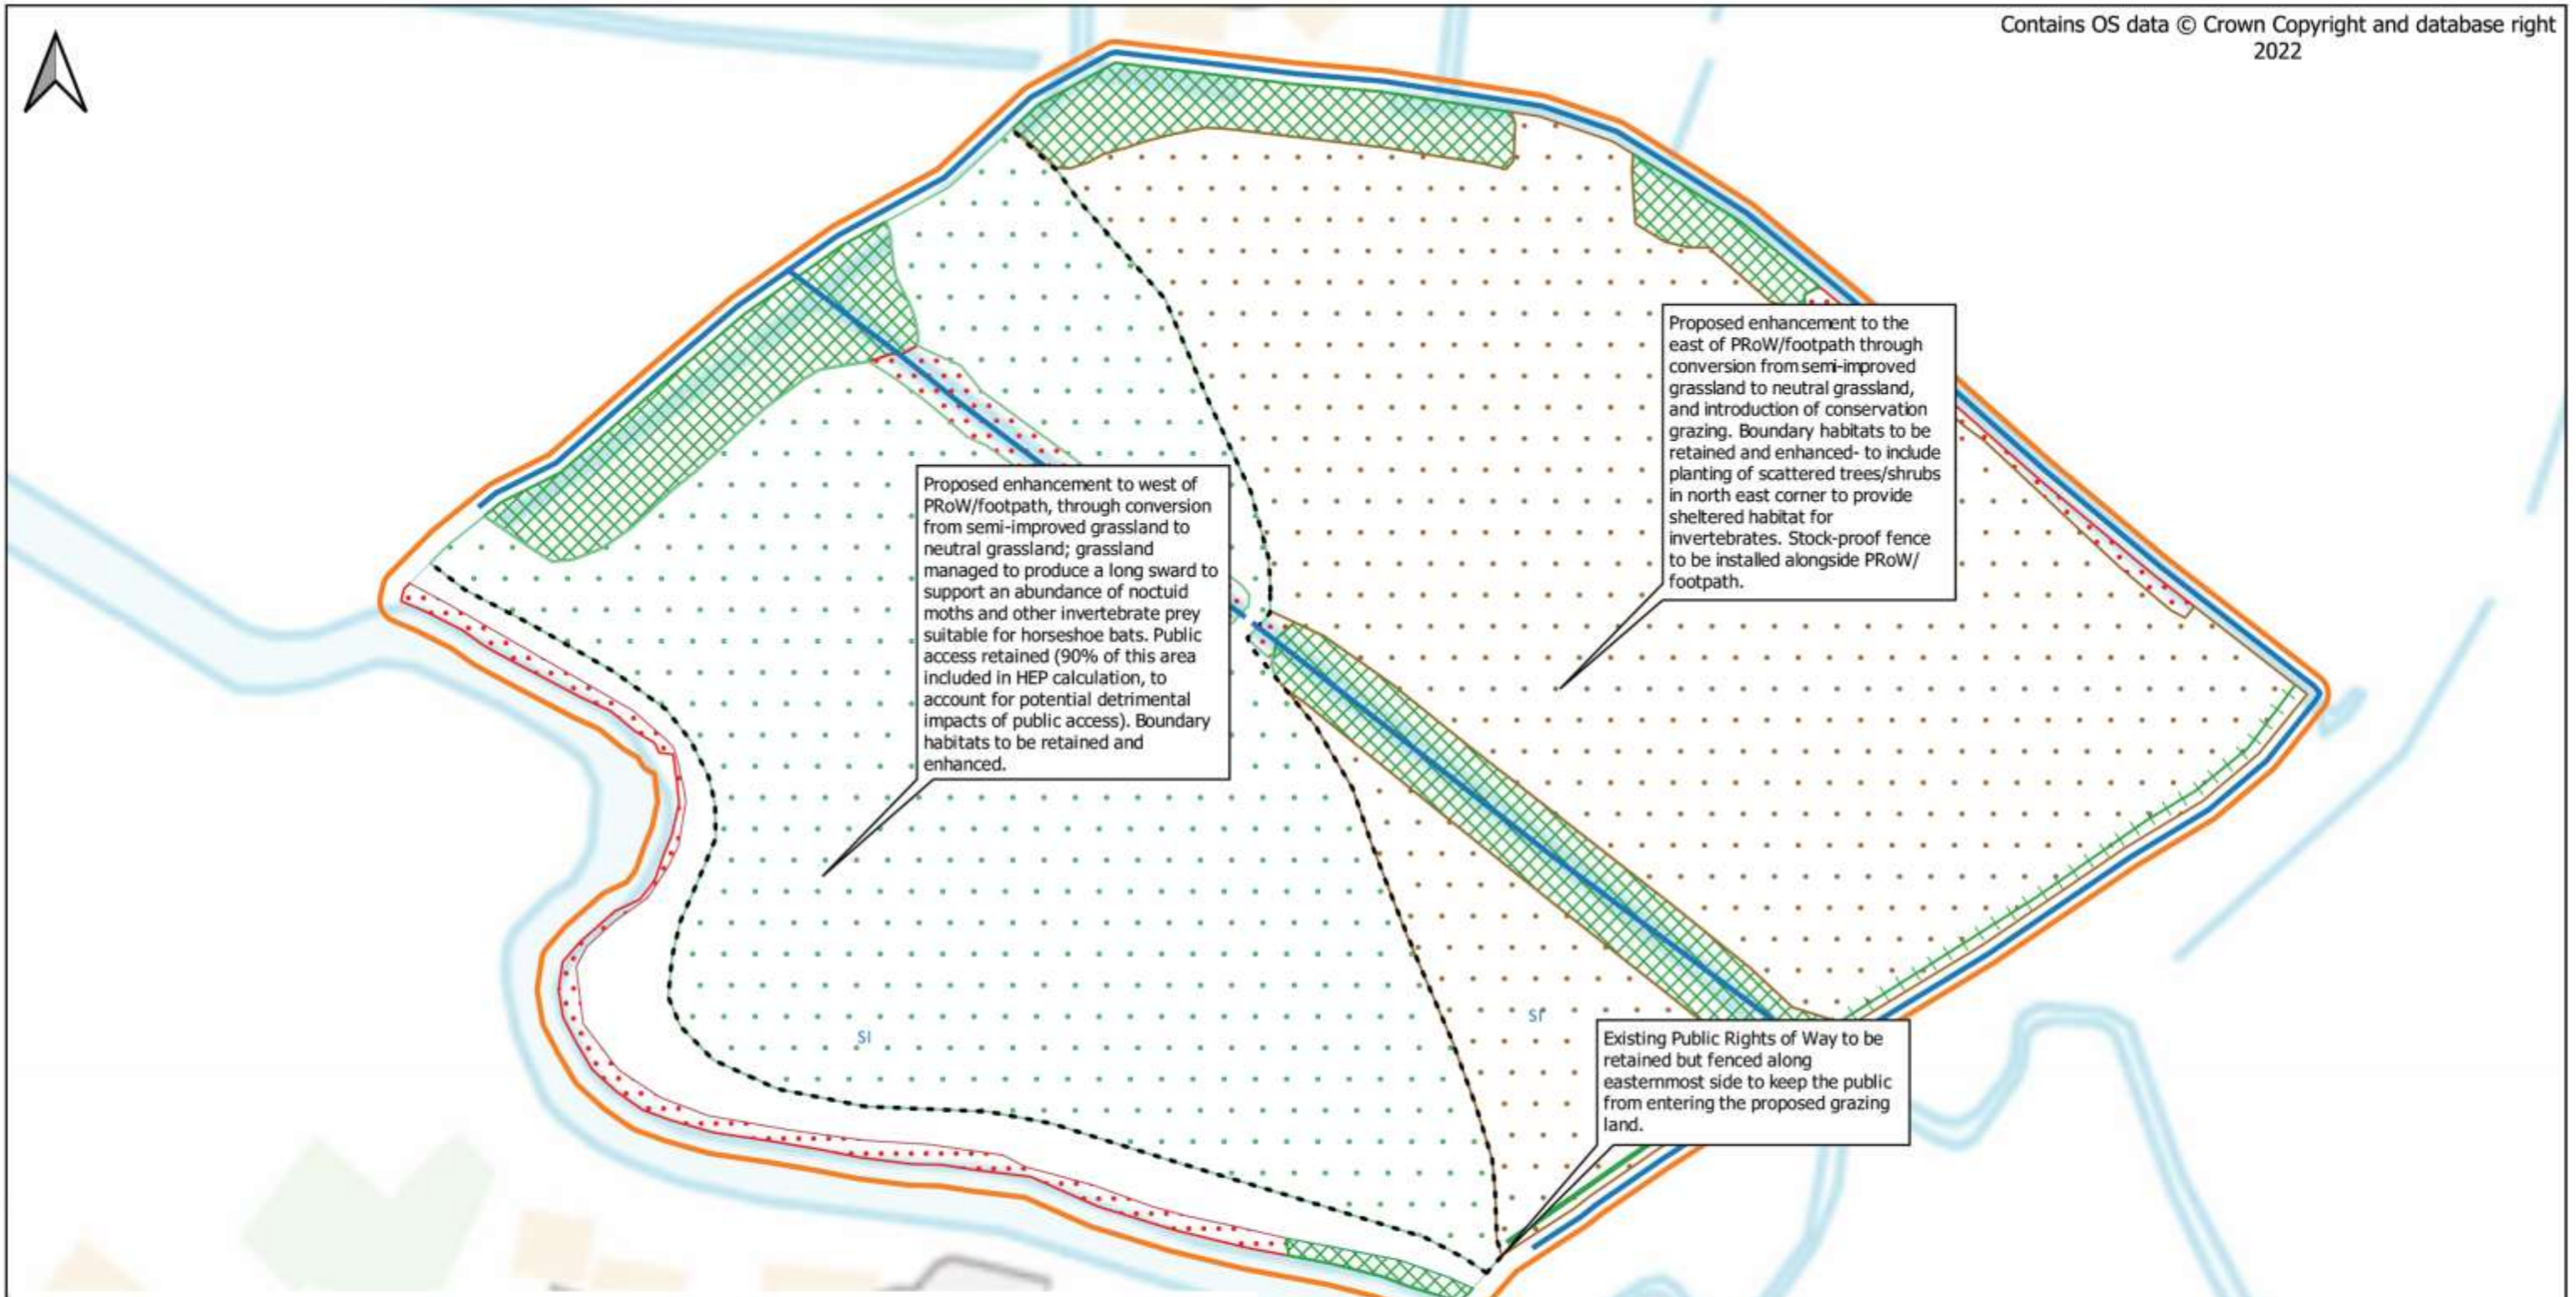 Contains OS data © Crown Copyright and database right
2022
Proposed enhancement to the
east of PRoW/footpath through
conversion from semi-improved
grassland to neutral grassland,
and introduction of conservation
grazing. Boundary habitats to be
retained and enhanced- to include
planting of scattered trees/shrubs
in north east corner to provide
sheltered habitat for
invertebrates. Stock-proof fence
to be installed alongside PRoW/
footpath.
Proposed enhancement to west of
PRoW/footpath, through conversion
from semi-improved grassland to
neutral grassland; grassland
managed to produce a long sward to
support an abundance of noctuid
moths and other invertebrate prey
suitable for horseshoe bats. Public
access retained (90% of this area
included in HEP calculation, to
account for potential detrimental
impacts of public access). Boundary
habitats to be retained and
enhanced.
SI
SI
Existing Public Rights of Way to be
retained but fenced along
easternmost side to keep the public
from entering the proposed grazing
land.